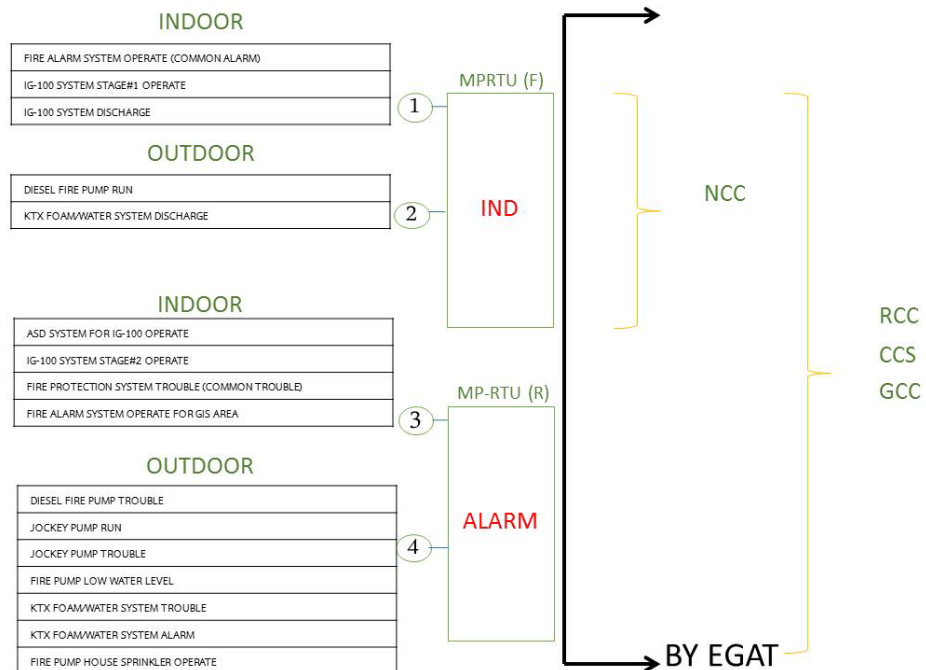 INDOOR
FIRE ALARM SYSTEM OPERATE (COMMON ALARM)
IG-100 SYSTEM STAGE#1 OPERATE
IG-100 SYSTEM DISCHARGE
1
MPRTU (F)
OUTDOOR
DIESEL FIRE PUMP RUN
KTX FOAM/WATER SYSTEM DISCHARGE
2
IND
NCC
INDOOR
ASD SYSTEM FOR IG-100 OPERATE
IG-100 SYSTEM STAGE#2 OPERATE
FIRE PROTECTION SYSTEM TROUBLE (COMMON TROUBLE)
FIRE ALARM SYSTEM OPERATE FOR GIS AREA
3
MP-RTU (R)
RCC
CCS
GCC
OUTDOOR
DIESEL FIRE PUMP TROUBLE
JOCKEY PUMP RUN
JOCKEY PUMP TROUBLE
FIRE PUMP LOW WATER LEVEL
KTX FOAM/WATER SYSTEM TROUBLE
KTX FOAM/WATER SYSTEM ALARM
FIRE PUMP HOUSE SPRINKLER OPERATE
4
ALARM
BY EGAT